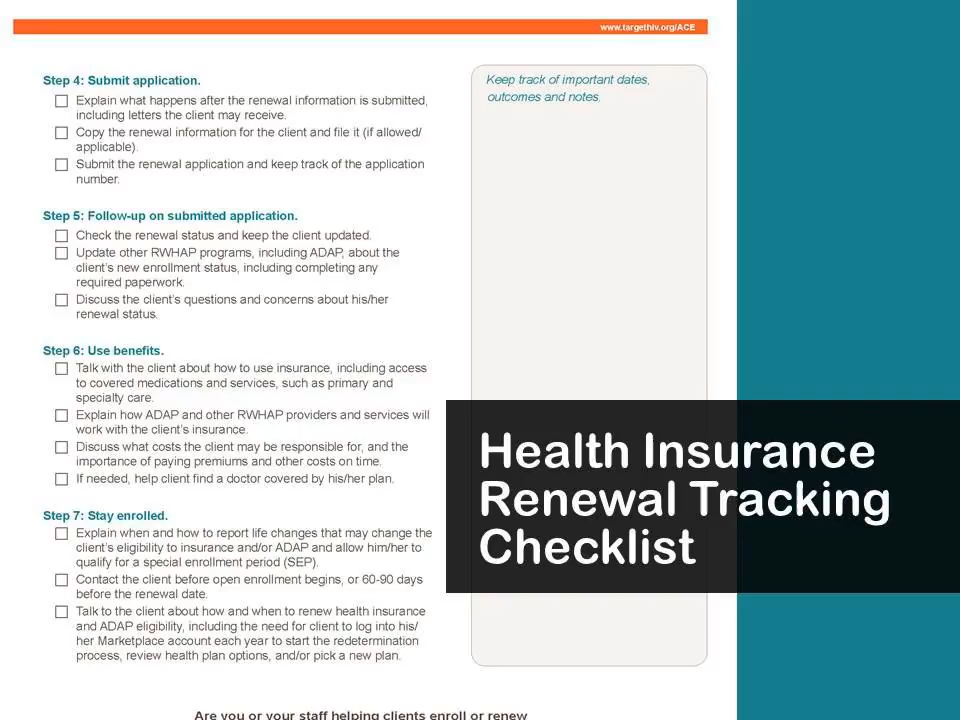 www.targethiv.org/ACE
Step 4: Submit application.
Explain what happens after the renewal information is submitted,
including letters the client may receive.
Copy the renewal information for the client and file it (if allowed/
applicable).
Submit the renewal application and keep track of the application
number.
Step 5: Follow-up on submitted application.
Check the renewal status and keep the client updated.
Update other RWHAP programs, including ADAP, about the
client's new enrollment status, including completing any
required paperwork.
Discuss the client's questions and concerns about his/her
renewal status.
Step 6: Use benefits.
Talk with the client about how to use insurance, including access
to covered medications and services, such as primary and
specialty care.
Explain how ADAP and other RWHAP providers and services will
work with the client's insurance.
Discuss what costs the client may be responsible for, and the
importance of paying premiums and other costs on time.
If needed, help client find a doctor covered by his/her plan.
Step 7: Stay enrolled.
Explain when and how to report life changes that may change the
client's eligibility to insurance and/or ADAP and allow him/her to
qualify for a special enrollment period (SEP).
Contact the client before open enrollment begins, or 60-90 days
before the renewal date.
Talk to the client about how and when to renew health insurance
and ADAP eligibility, including the need for client to log into his/
her Marketplace account each year to start the redetermination
process, review health plan options, and/or pick a new plan.
Keep track of important dates,
outcomes and notes.
Health Insurance
Renewal Tracking
Checklist
Are you or your staff helping clients enroll or renew